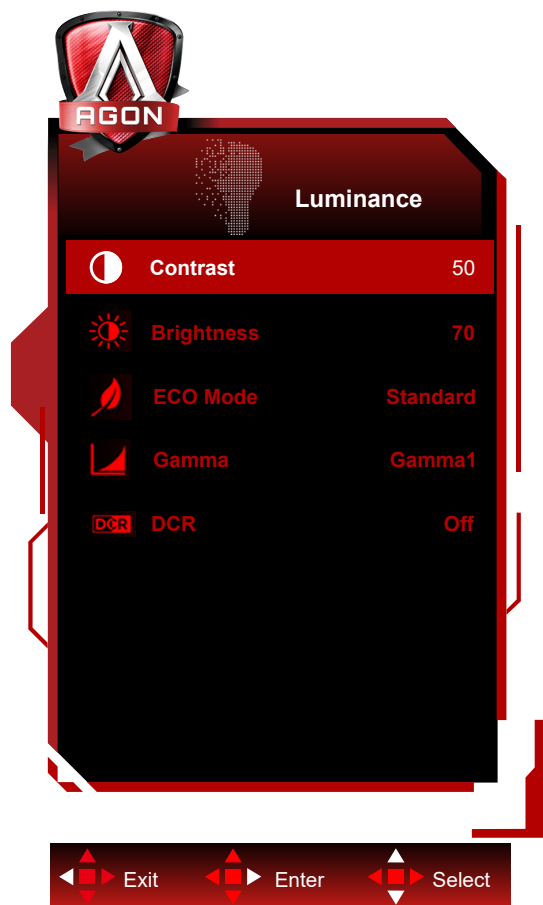 AGON
Luminance
Contrast 50
Brightness 70
ECO Mode Standard
Gamma Gamma1
DCR DCR Off
Exit Enter Select